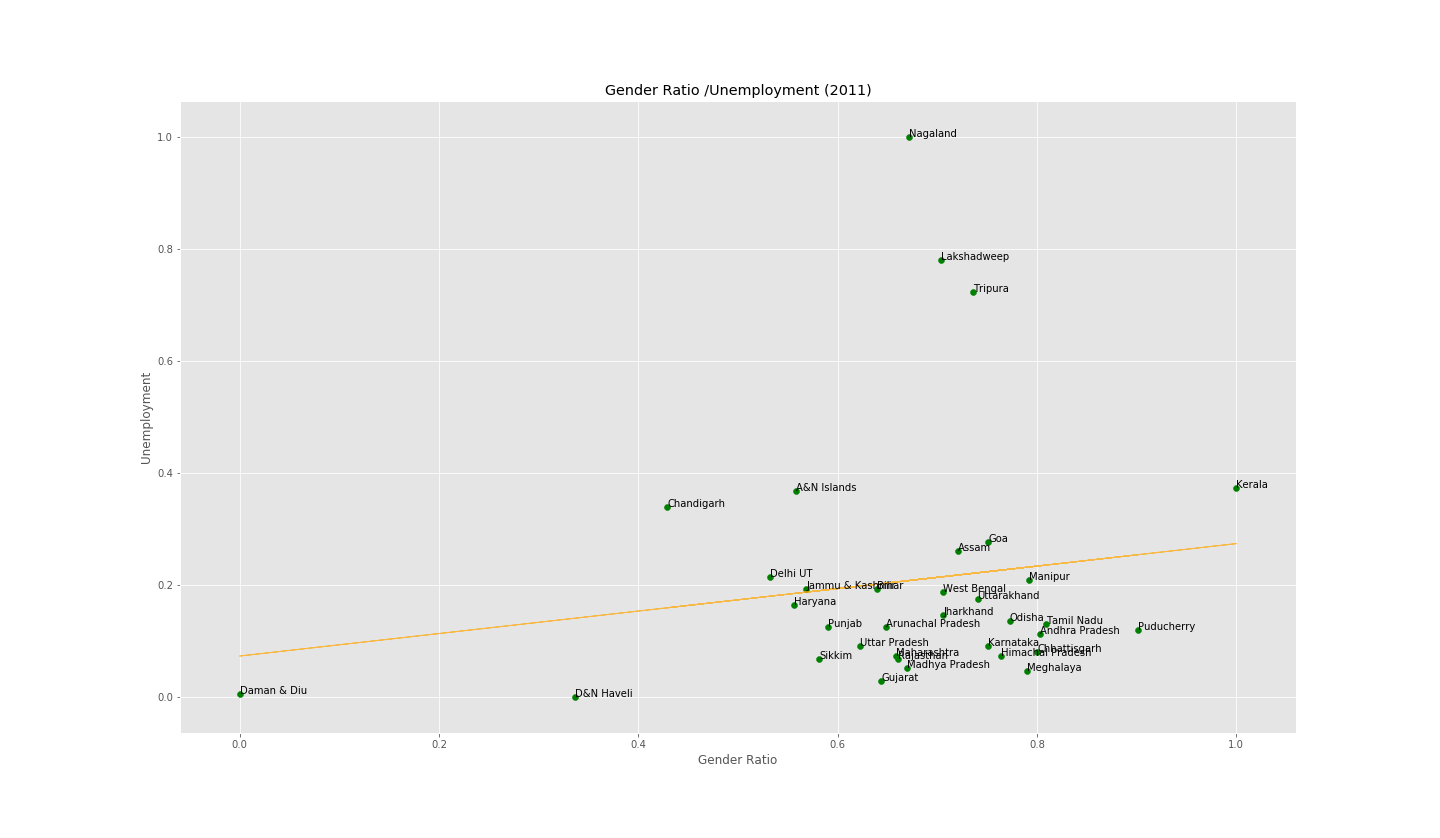 Gender Ratio /Unemployment (2011)
1.0
Nagaland
0.8
Lakshadweep
Tripura
0.6
Unemployment
0.4
A&N Islands
Kerala
Chandigarh
Goa
Assam
0.2
Delhi UT
Manipur
Jammu & Kashmir
Bihar
West Bengal
Uttarakhand
Haryana
Jharkhand
Odisha
Punjab
Arunachal Pradesh
Tamil Nadu
Andhra Pradesh
Puducherry
Uttar Pradesh
Karnataka
Chhattisgarh
Sikkim
Maharashtra
Rajasthan
Himachal Pradesh
Madhya Pradesh
Meghalaya
Gujarat
0.0
Daman & Diu
D&N Haveli
0.0 0.2 0.4 0.6 0.8 1.0
Gender Ratio